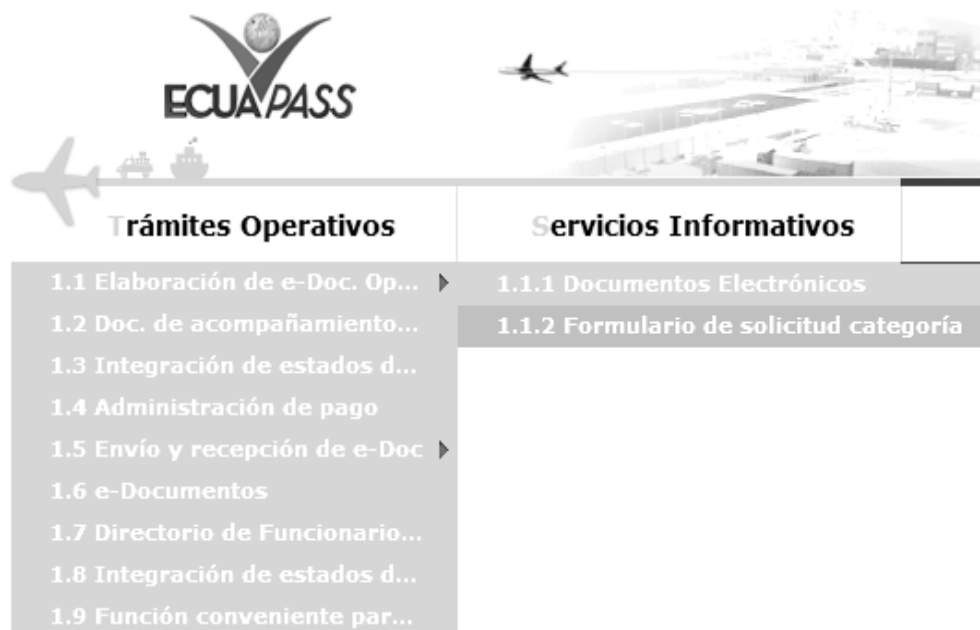 ECUAPASS
Trámites Operativos
Servicios Informativos
1.1 Elaboración de e-Doc. Op...
1.2 Doc. de acompañamiento...
1.3 Integración de estados d...
1.4 Administración de pago
1.5 Envío y recepción de e-Doc
1.6 e-Documentos
1.7 Directorio de Funcionario...
1.8 Integración de estados d...
1.9 Función conveniente par...
1.1.1 Documentos Electrónicos
1.1.2 Formulario de solicitud categoría